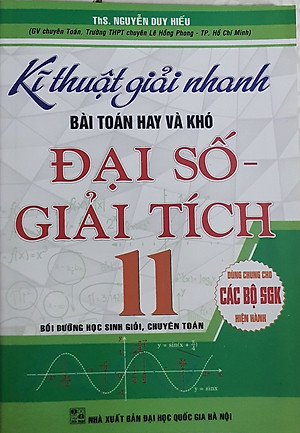 ThS. NGUYỄN DUY HIẾU
(GV chuyên Toán, Trường THPT chuyên Lê Hồng Phong - TP. Hồ Chí Minh)
Kĩ thuật giải nhanh
BÀI TOÁN HAY VÀ KHÓ
ĐẠI SỐ -
GIẢI TÍCH
11
DÙNG CHUNG CHO
CÁC BỘ SGK
HIỆN HÀNH
BỒI DƯỠNG HỌC SINH GIỎI, CHUYÊN TOÁN
y = sinx
NHÀ XUẤT BẢN ĐẠI HỌC QUỐC GIA HÀ NỘI